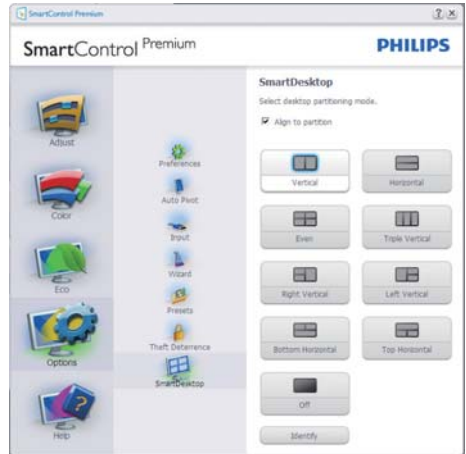 SmartControl Premium
SmartControl Premium
PHILIPS
Adjust
Color
Eco
Options
Help
Preferences
Auto Pivot
Input
Wizard
Presets
Theft Deterrence
SmartDesktop
SmartDesktop
Select desktop partitioning mode.
Align to partition
Vertical
Horizontal
Even
Triple Vertical
Right Vertical
Left Vertical
Bottom Horizontal
Top Horizontal
Off
Identify